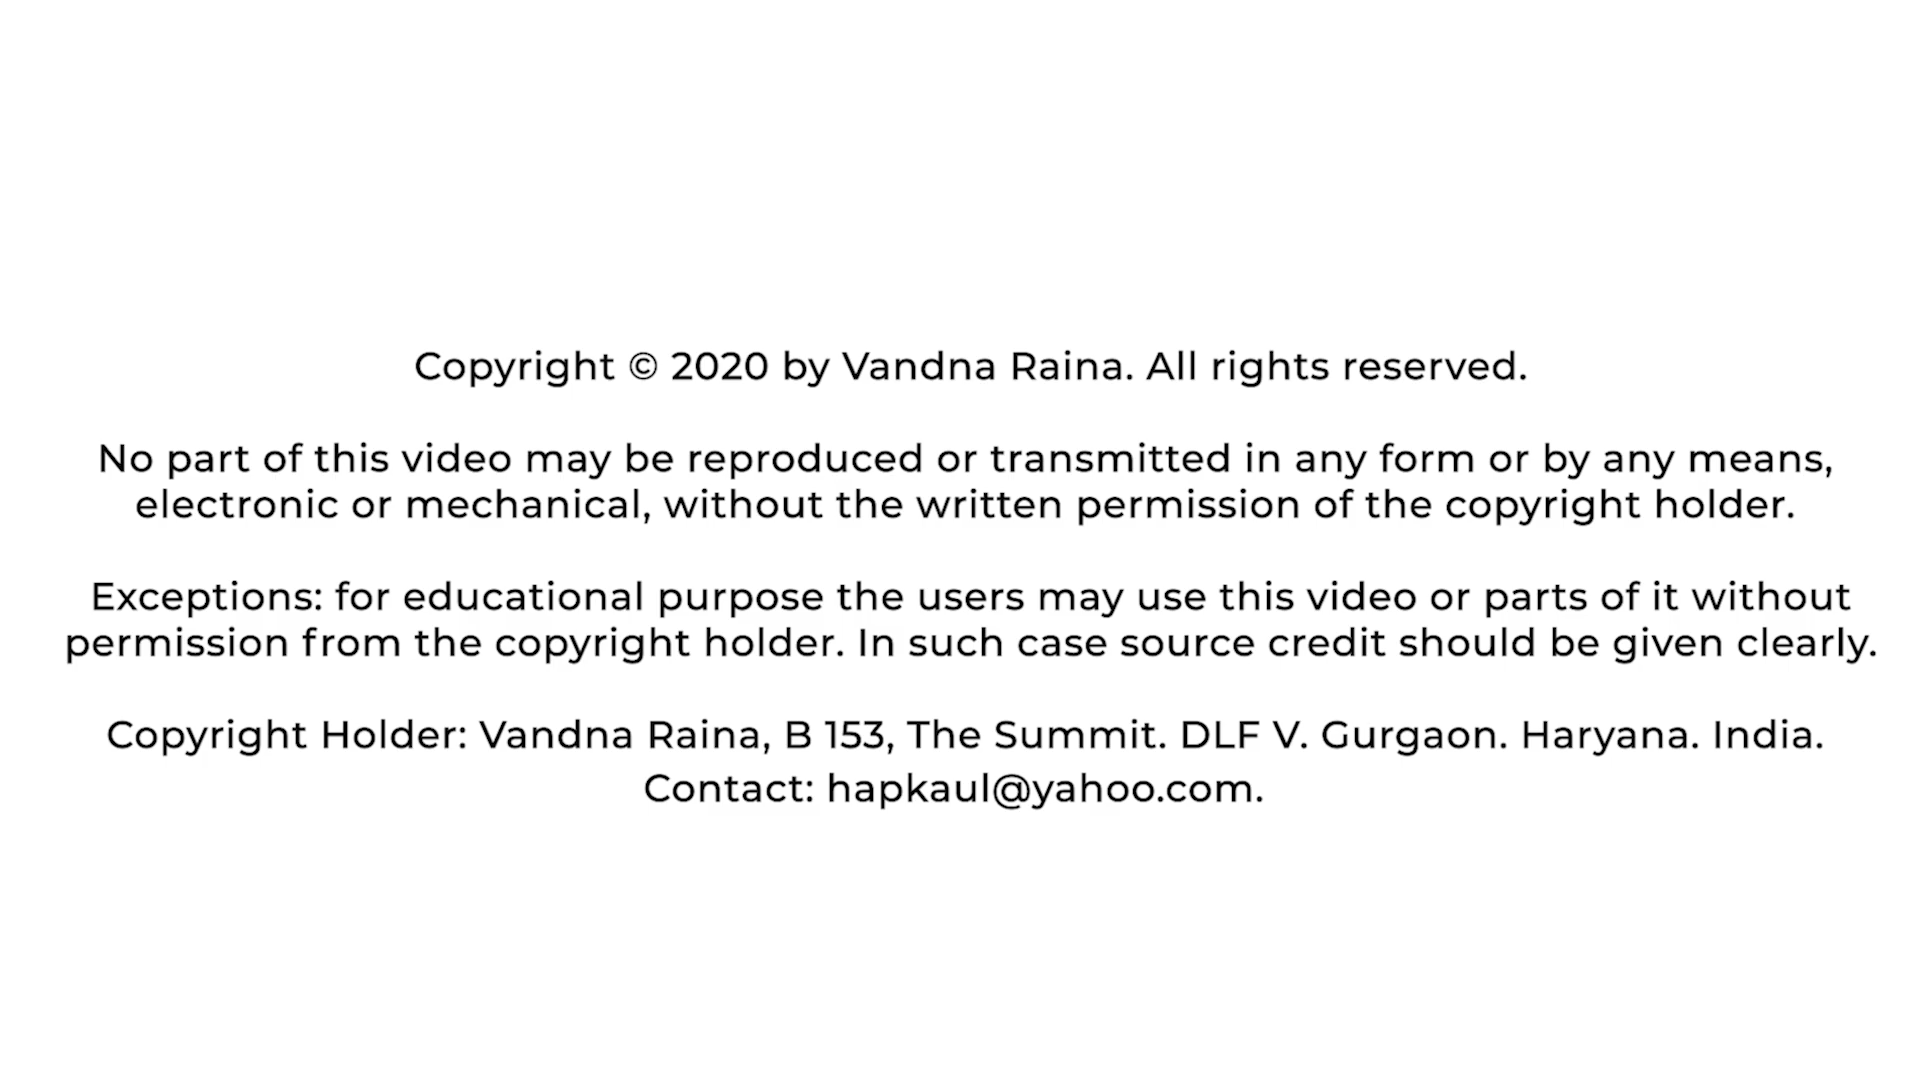 Copyright © 2020 by Vandna Raina. All rights reserved.
No part of this video may be reproduced or transmitted in any form or by any means,
electronic or mechanical, without the written permission of the copyright holder.
Exceptions: for educational purpose the users may use this video or parts of it without
permission from the copyright holder. In such case source credit should be given clearly.
Copyright Holder: Vandna Raina, B 153, The Summit. DLF V. Gurgaon. Haryana. India.
Contact: hapkaul@yahoo.com.